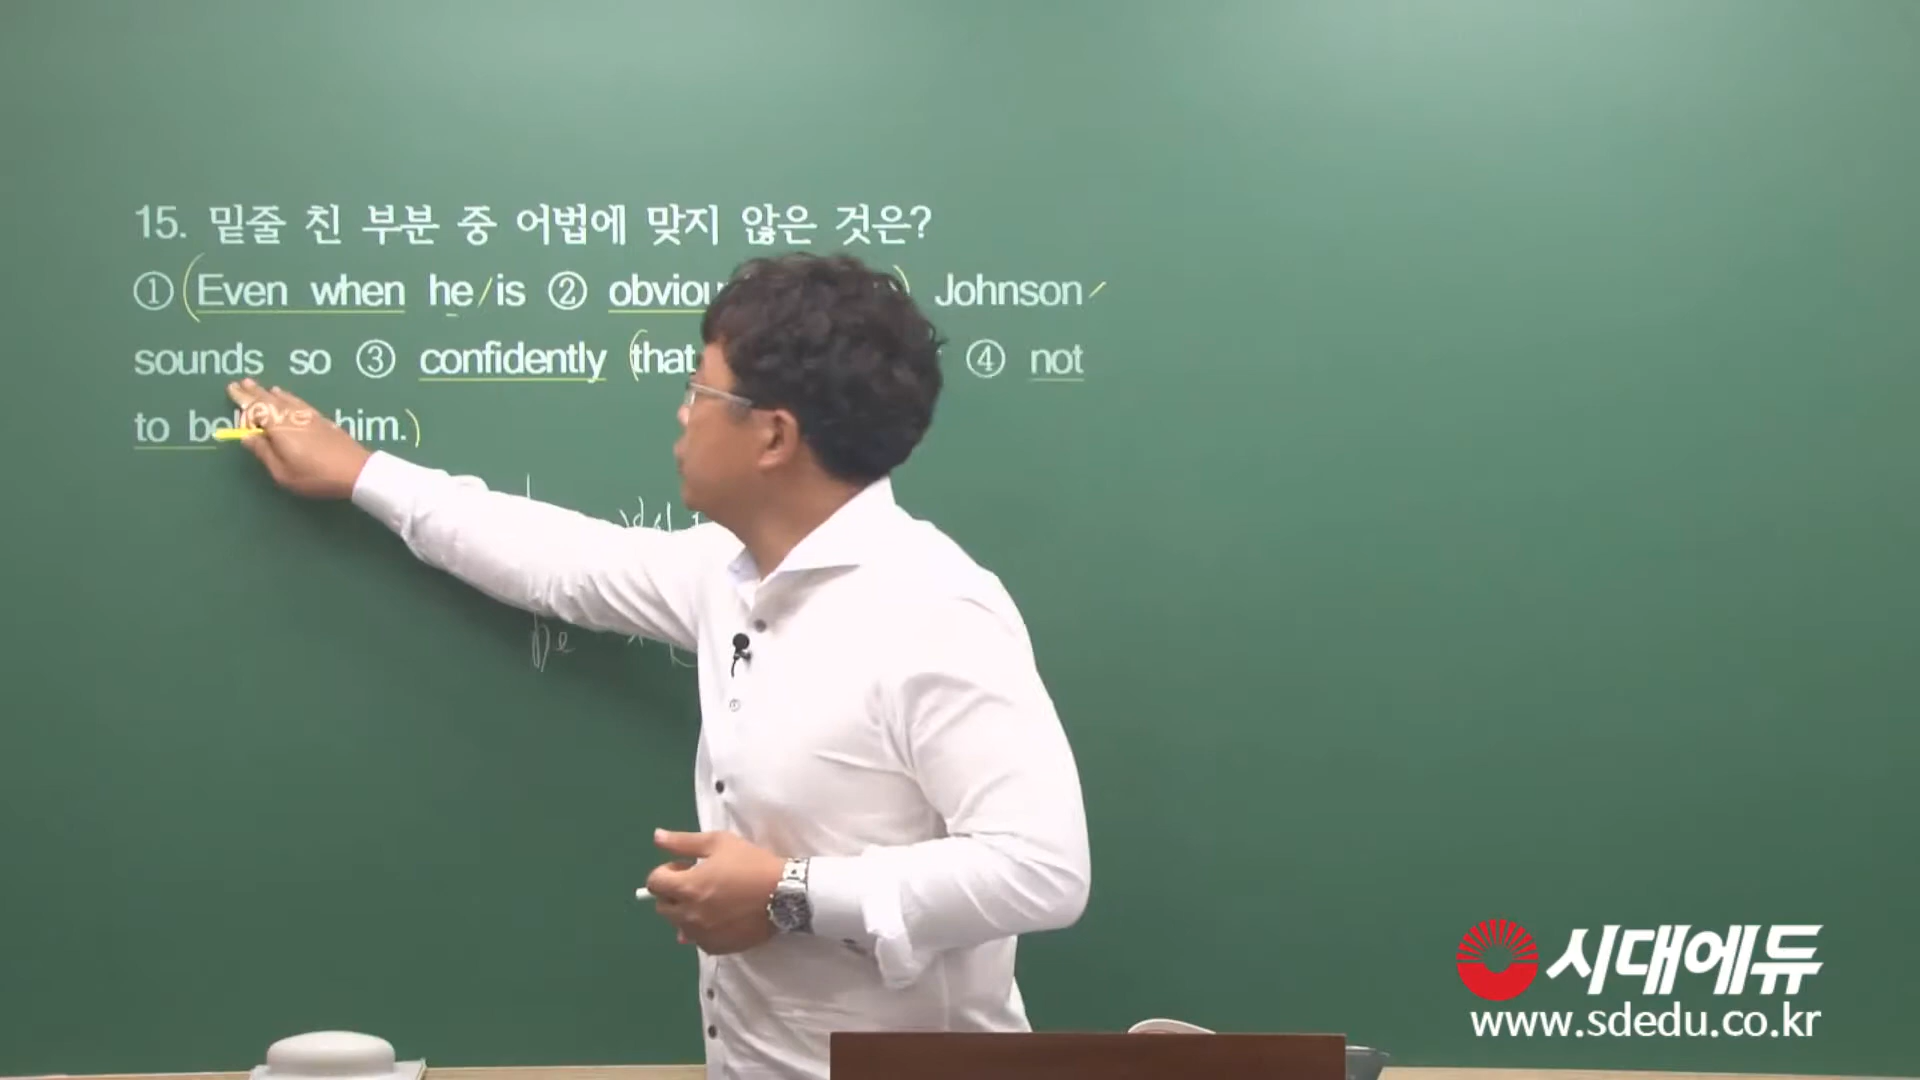 15. 밑줄 친 부분 중 어법에 맞지 않은 것은?
① (Even when he / is ② obviou ) Johnson /
sounds so ③ confidently (that ④ not
to believe him.)
be
시대에듀
www.sdedu.co.kr